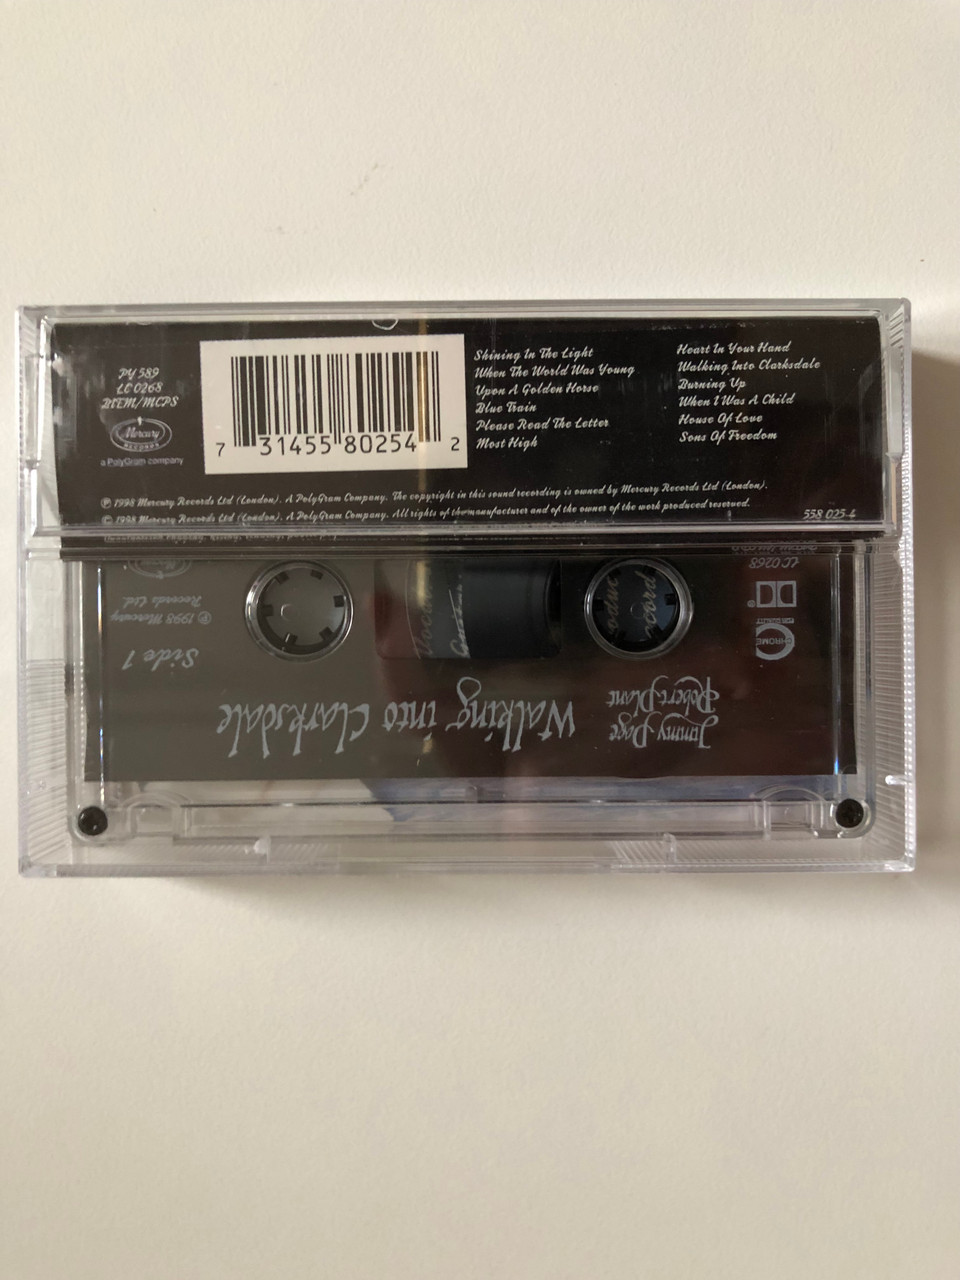 PY 589
LC 0268
BIEM/MCPS
Mercury
RECORDS
a PolyGram company
7 31455 80254 2
Shining In The Light
When The World Was Young
Upon A Golden Horse
Blue Train
Please Read The Letter
Most High
Heart In Your Hand
Walking Into Clarksdale
Burning Up
When I Was A Child
House Of Love
Sons Of Freedom
℗ 1998 Mercury Records Ltd (London). A PolyGram Company. The copyright in this sound recording is owned by Mercury Records Ltd (London).
© 1998 Mercury Records Ltd (London). A PolyGram Company. All rights of the manufacturer and of the owner of the work produced reserved.
558 025 4
Jimmy Page
Robert Plant
Walking into Clarksdale
Side 1
℗ 1998 Mercury
Records Ltd.
CHROME
LC 0268